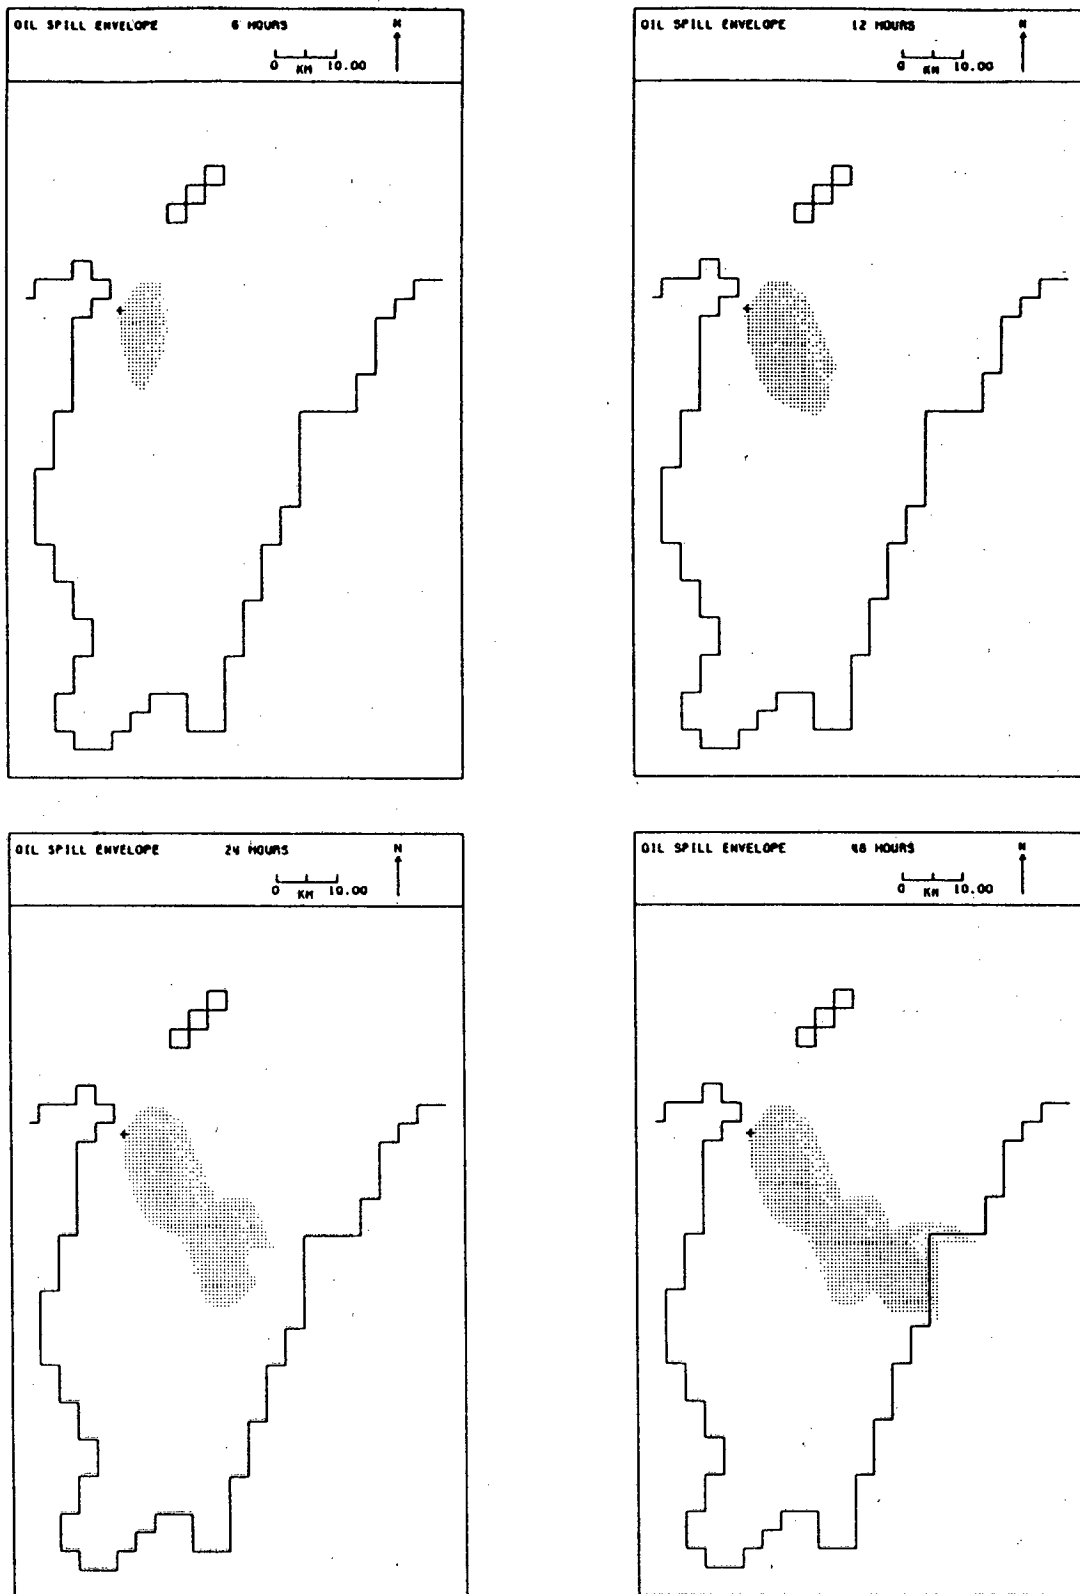 OIL SPILL ENVELOPE 6 HOURS N
0 KM 10.00
OIL SPILL ENVELOPE 12 HOURS N
0 KM 10.00
OIL SPILL ENVELOPE 24 HOURS N
0 KM 10.00
OIL SPILL ENVELOPE 48 HOURS N
0 KM 10.00